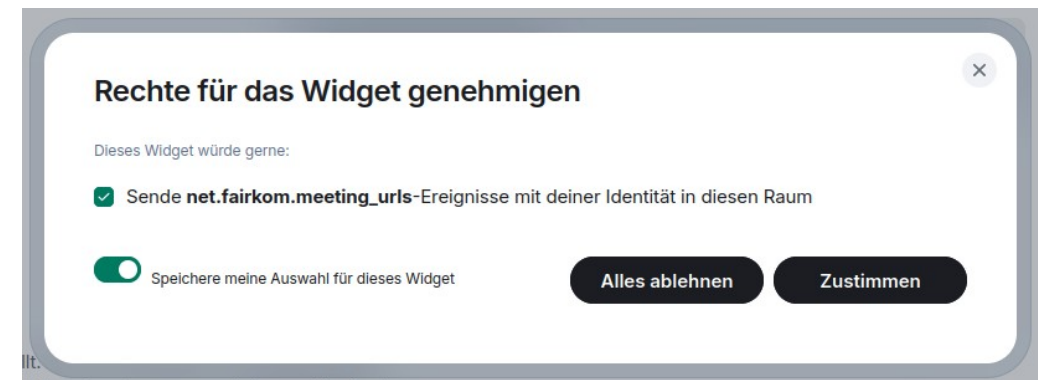 Rechte für das Widget genehmigen
Dieses Widget würde gerne:
Sende net.fairkom.meeting_urls-Ereignisse mit deiner Identität in diesen Raum
Speichere meine Auswahl für dieses Widget
Alles ablehnen
Zustimmen
llt.